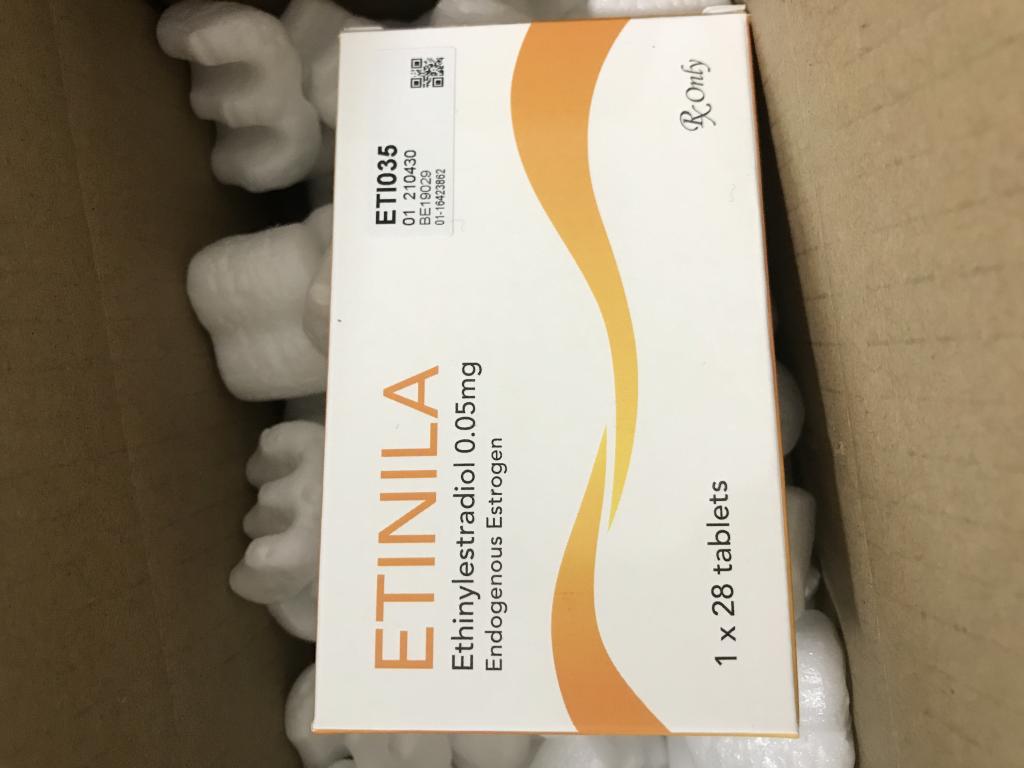 ETINILA
Ethinylestradiol 0.05mg
Endogenous Estrogen
ETI035
01 210430
BE19029
01-16423862
1 x 28 tablets
Rx Only